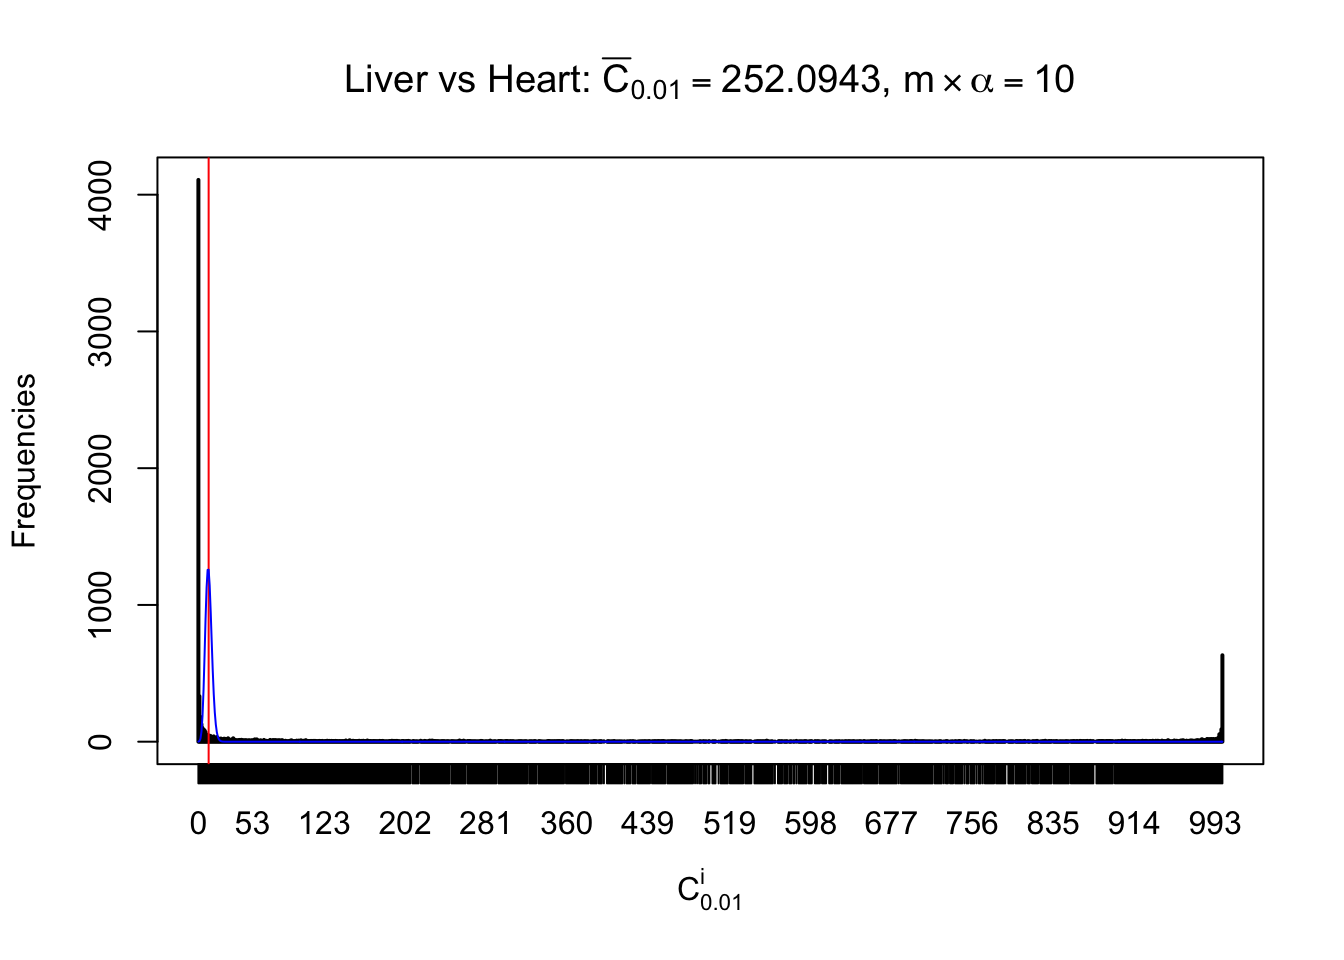 Liver vs Heart: C̅₀.₀₁ = 252.0943, m × α = 10
Frequencies
4000
3000
2000
1000
0
0 53 123 202 281 360 439 519 598 677 756 835 914 993
Cⁱ₀.₀₁